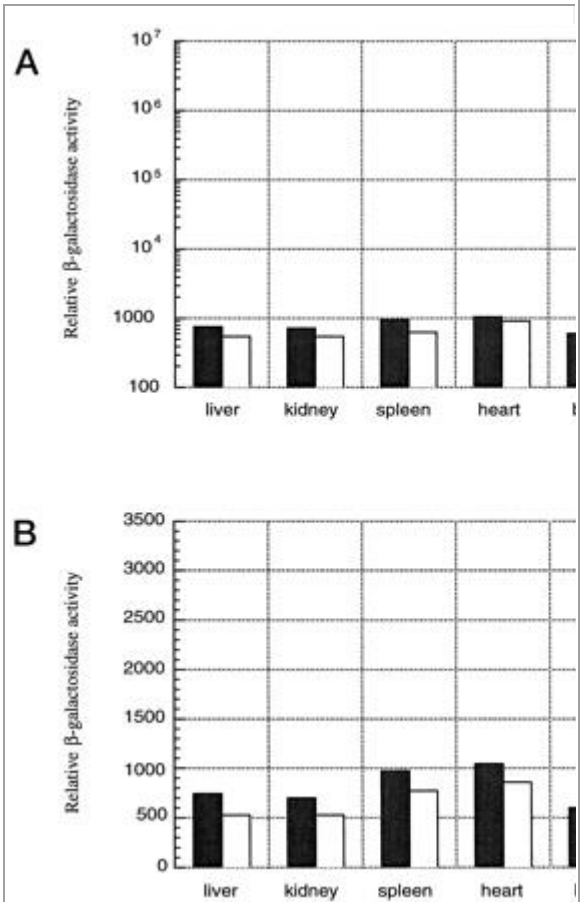 A
Relative β-galactosidase activity
10⁷
10⁶
10⁵
10⁴
1000
100
liver kidney spleen heart
B
Relative β-galactosidase activity
3500
3000
2500
2000
1500
1000
500
0
liver kidney spleen heart